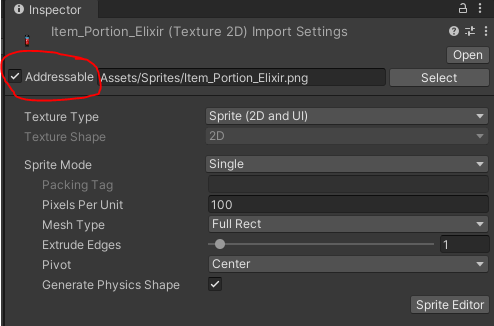 Inspector
Item_Portion_Elixir (Texture 2D) Import Settings
Open
Addressable Assets/Sprites/Item_Portion_Elixir.png Select
Texture Type Sprite (2D and UI)
Texture Shape 2D
Sprite Mode Single
Packing Tag
Pixels Per Unit 100
Mesh Type Full Rect
Extrude Edges 1
Pivot Center
Generate Physics Shape
Sprite Editor